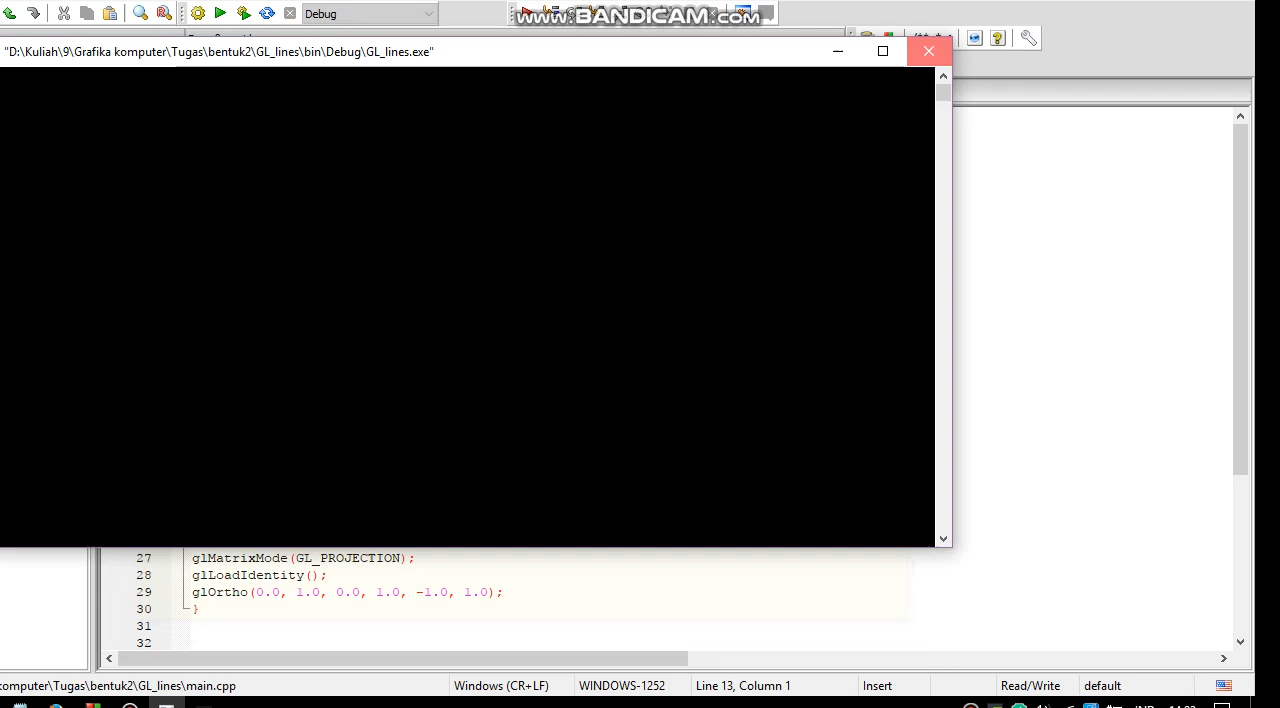 Debug
www.BANDICAM.com
"D:\Kuliah\9\Grafika komputer\Tugas\bentuk2\GL_lines\bin\Debug\GL_lines.exe"
27 glMatrixMode(GL_PROJECTION);
28 glLoadIdentity();
29 glOrtho(0.0, 1.0, 0.0, 1.0, -1.0, 1.0);
30 }
31
32
komputer\Tugas\bentuk2\GL_lines\main.cpp Windows (CR+LF) WINDOWS-1252 Line 13, Column 1 Insert Read/Write default